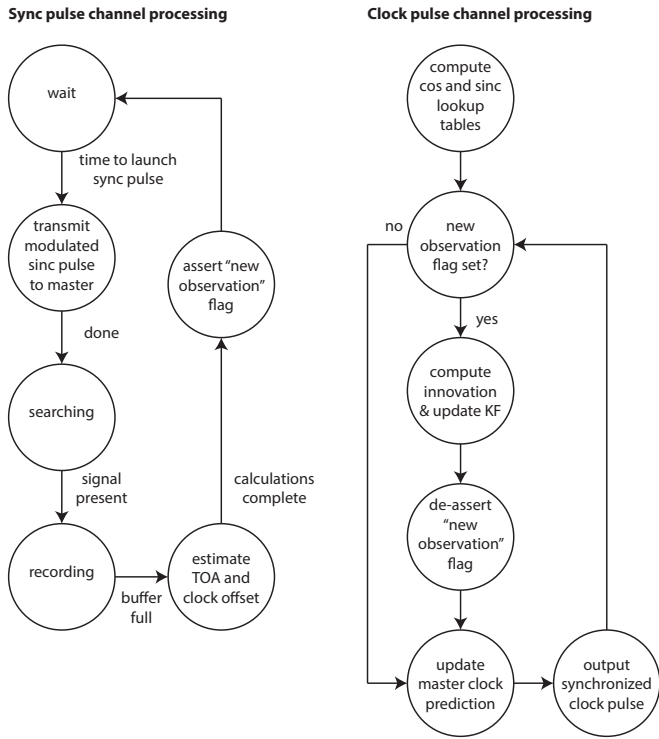 Sync pulse channel processing
wait
time to launch
sync pulse
transmit
modulated
sinc pulse
to master
done
searching
signal
present
recording
buffer
full
estimate
TOA and
clock offset
calculations
complete
assert "new
observation"
flag
Clock pulse channel processing
compute
cos and sinc
lookup
tables
new
observation
flag set?
no
yes
compute
innovation
& update KF
de-assert
"new
observation"
flag
update
master clock
prediction
output
synchronized
clock pulse